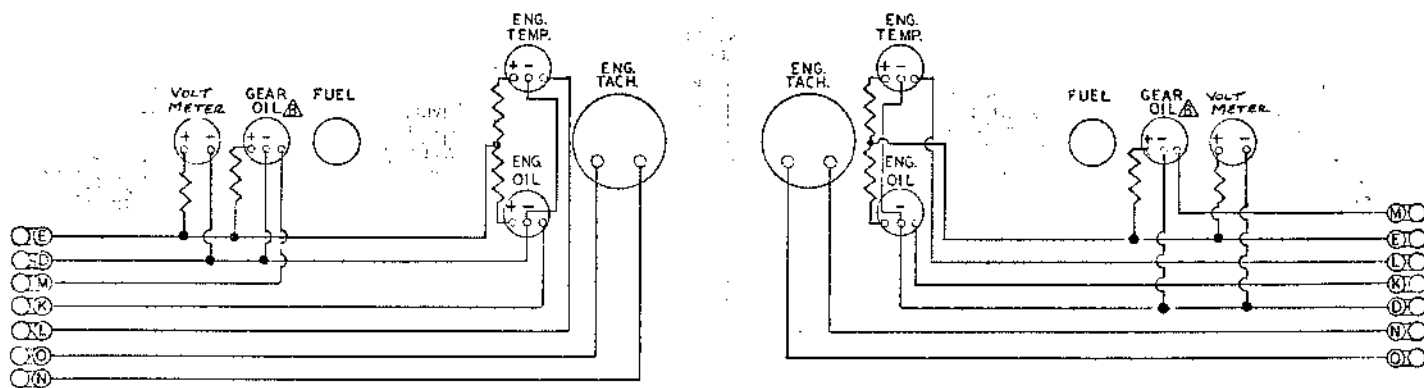 ENG.
TEMP.
+ -
ENG.
TACH.
VOLT
METER
+ -
GEAR
OIL B
+ -
FUEL
ENG.
OIL
+ -
E
D
M
K
L
O
N
ENG.
TEMP.
+ -
ENG.
TACH.
FUEL
GEAR
OIL B
+ -
VOLT
METER
+ -
ENG.
OIL
+ -
M
E
L
K
D
N
O